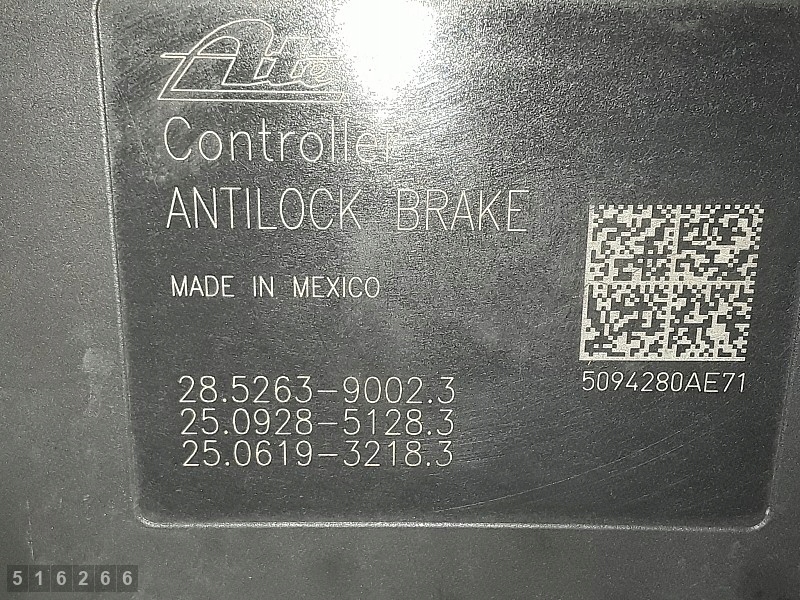 Ate
Controller
ANTILOCK BRAKE
MADE IN MEXICO
5094280AE71
28.5263-9002.3
25.0928-5128.3
25.0619-3218.3
516266